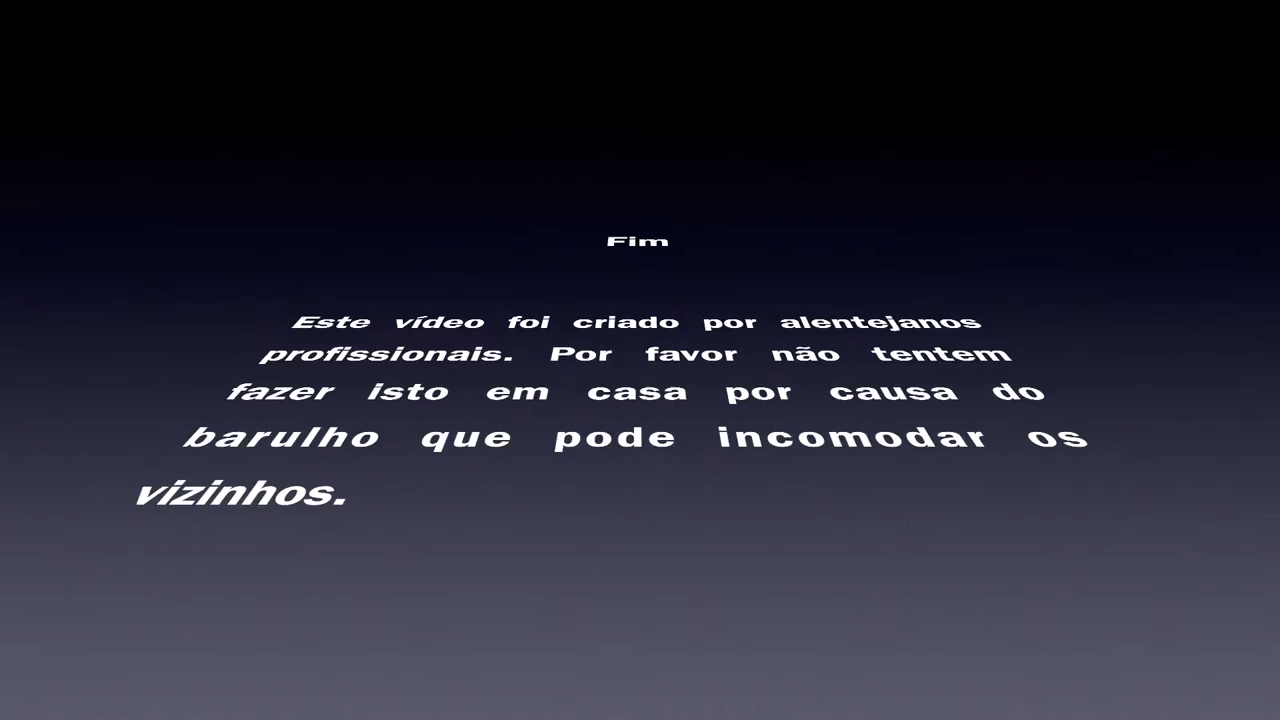 Fim
Este vídeo foi criado por alentejanos
profissionais. Por favor não tentem
fazer isto em casa por causa do
barulho que pode incomodar os
vizinhos.